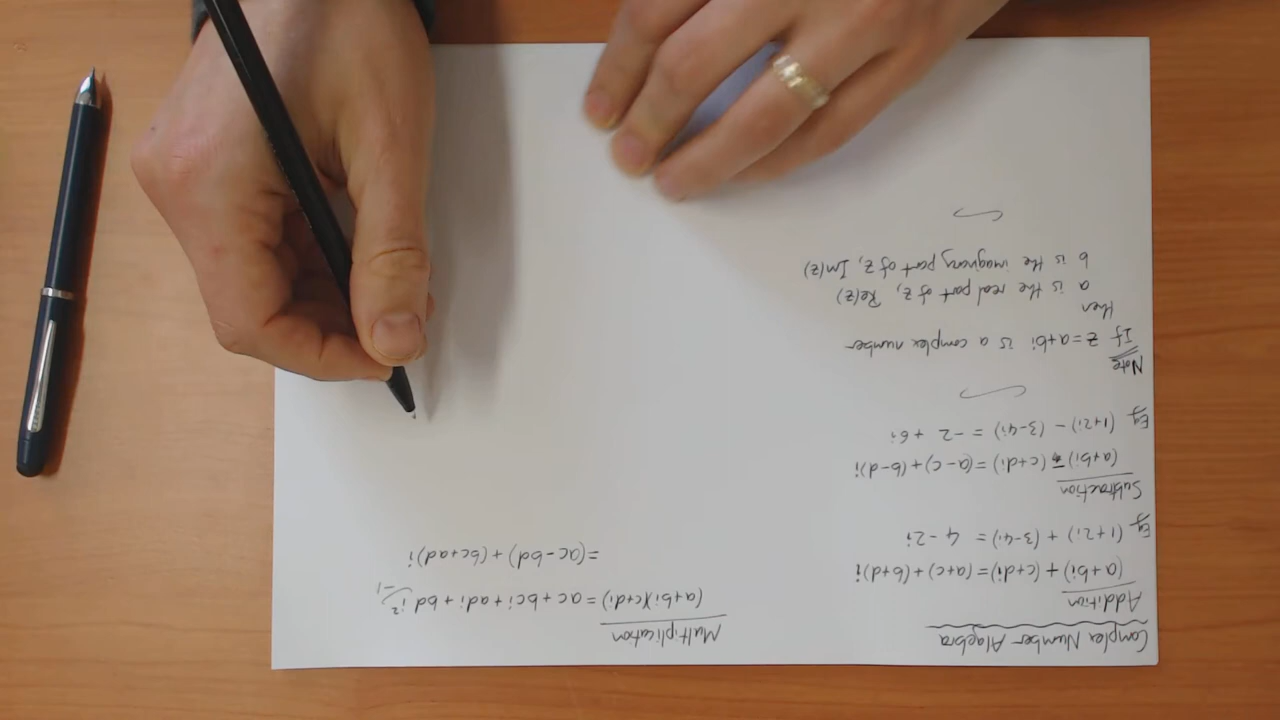 Complex Number Algebra
Addition
(a+bi) + (c+di) = (a+c) + (b+d)i
Eg (1+2i) + (3-4i) = 4 - 2i
Subtraction
(a+bi) - (c+di) = (a-c) + (b-d)i
Eg (1+2i) - (3-4i) = -2 + 6i
Note
If z = a+bi is a complex number
then
a is the real part of z, Re(z)
b is the imaginary part of z, Im(z)
Multiplication
(a+bi)(c+di) = ac + bci + adi + bd i²
-1
= (ac-bd) + (bc+ad)i